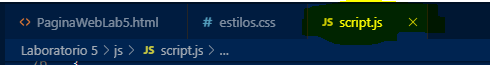 <> PaginaWebLab5.html # estilos.css JS script.js ×
Laboratorio 5 > js > JS script.js > ...